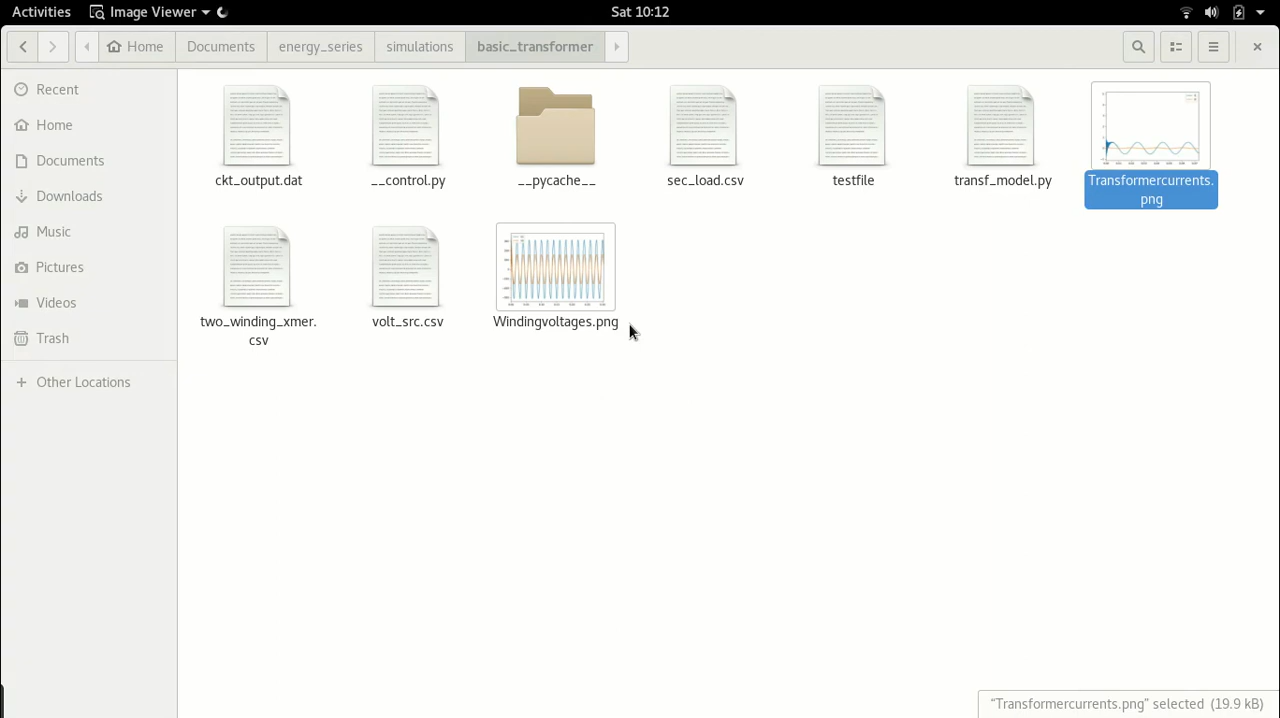 Activities Image Viewer Sat 10:12
Home Documents energy_series simulations basic_transformer
Recent
Home
Documents
Downloads
Music
Pictures
Videos
Trash
Other Locations
ckt_output.dat __control.py __pycache__ sec_load.csv testfile transf_model.py Transformercurrents.
png
two_winding_xmer. volt_src.csv Windingvoltages.png
csv
"Transformercurrents.png" selected (19.9 kB)